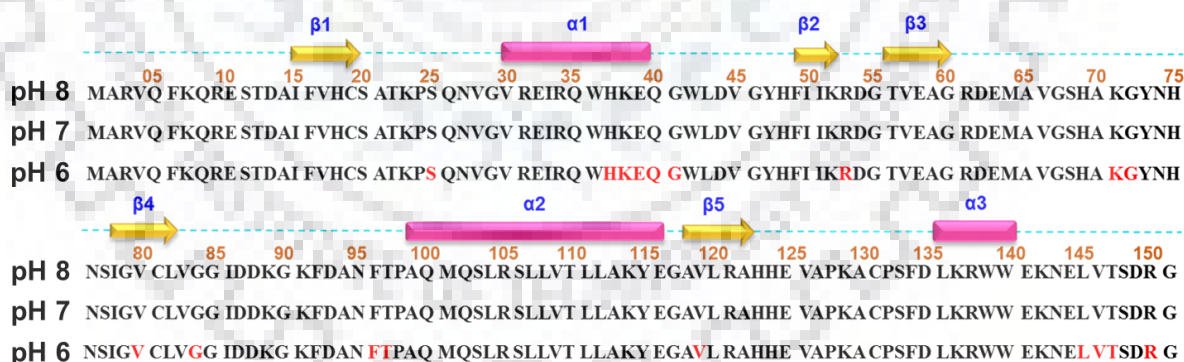 β1 α1 β2 β3
05 10 15 20 25 30 35 40 45 50 55 60 65 70 75
pH 8 MARVQ FKQRE STDAI FVHCS ATKPS QNVGV REIRQ WHKEQ GWLDV GYHFI IKRDG TVEAG RDEMA VGSHA KGYNH
pH 7 MARVQ FKQRE STDAI FVHCS ATKPS QNVGV REIRQ WHKEQ GWLDV GYHFI IKRDG TVEAG RDEMA VGSHA KGYNH
pH 6 MARVQ FKQRE STDAI FVHCS ATKPS QNVGV REIRQ WHKEQ GWLDV GYHFI IKRDG TVEAG RDEMA VGSHA KGYNH
β4 α2 β5 α3
80 85 90 95 100 105 110 115 120 125 130 135 140 145 150
pH 8 NSIGV CLVGG IDDKG KFDAN FTPAQ MQSLR SLLVT LLAKY EGAVL RAHHE VAPKA CPSFD LKRWW EKNEL VTSDR G
pH 7 NSIGV CLVGG IDDKG KFDAN FTPAQ MQSLR SLLVT LLAKY EGAVL RAHHE VAPKA CPSFD LKRWW EKNEL VTSDR G
pH 6 NSIGV CLVGG IDDKG KFDAN FTPAQ MQSLR SLLVT LLAKY EGAVL RAHHE VAPKA CPSFD LKRWW EKNEL VTSDR G